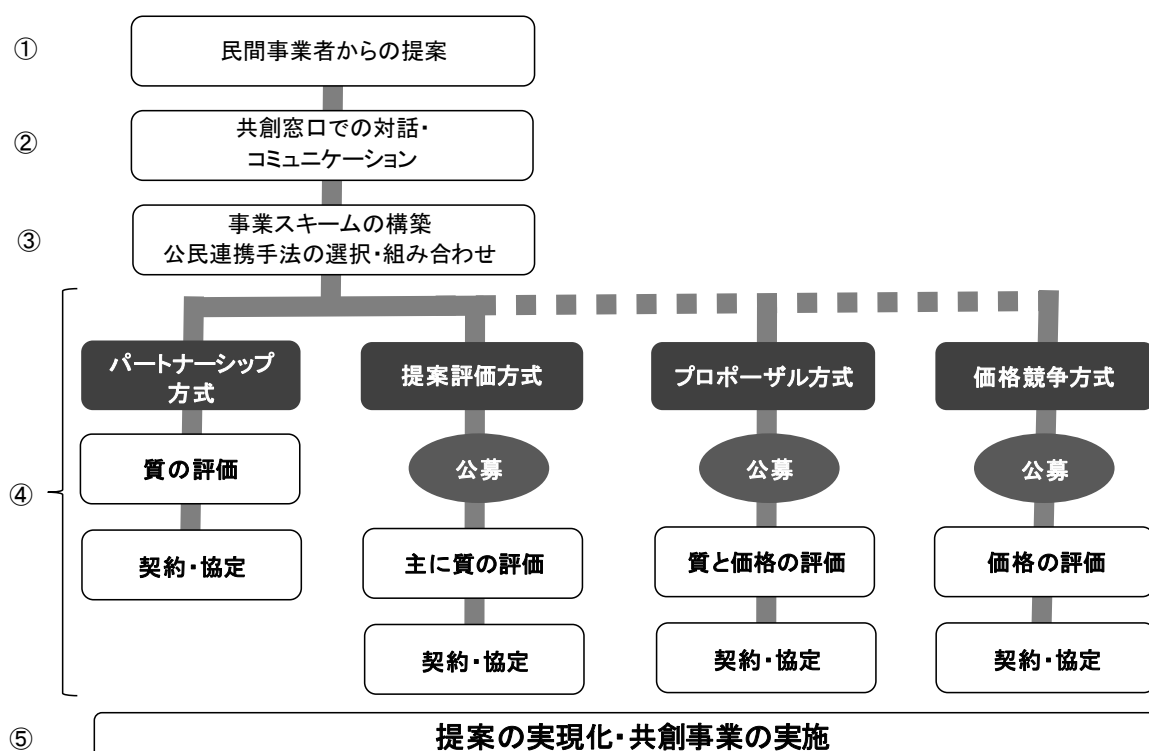 ①
民間事業者からの提案
②
共創窓口での対話・
コミュニケーション
③
事業スキームの構築
公民連携手法の選択・組み合わせ
④
パートナーシップ
方式
質の評価
契約・協定
提案評価方式
公募
主に質の評価
契約・協定
プロポーザル方式
公募
質と価格の評価
契約・協定
価格競争方式
公募
価格の評価
契約・協定
⑤
提案の実現化・共創事業の実施